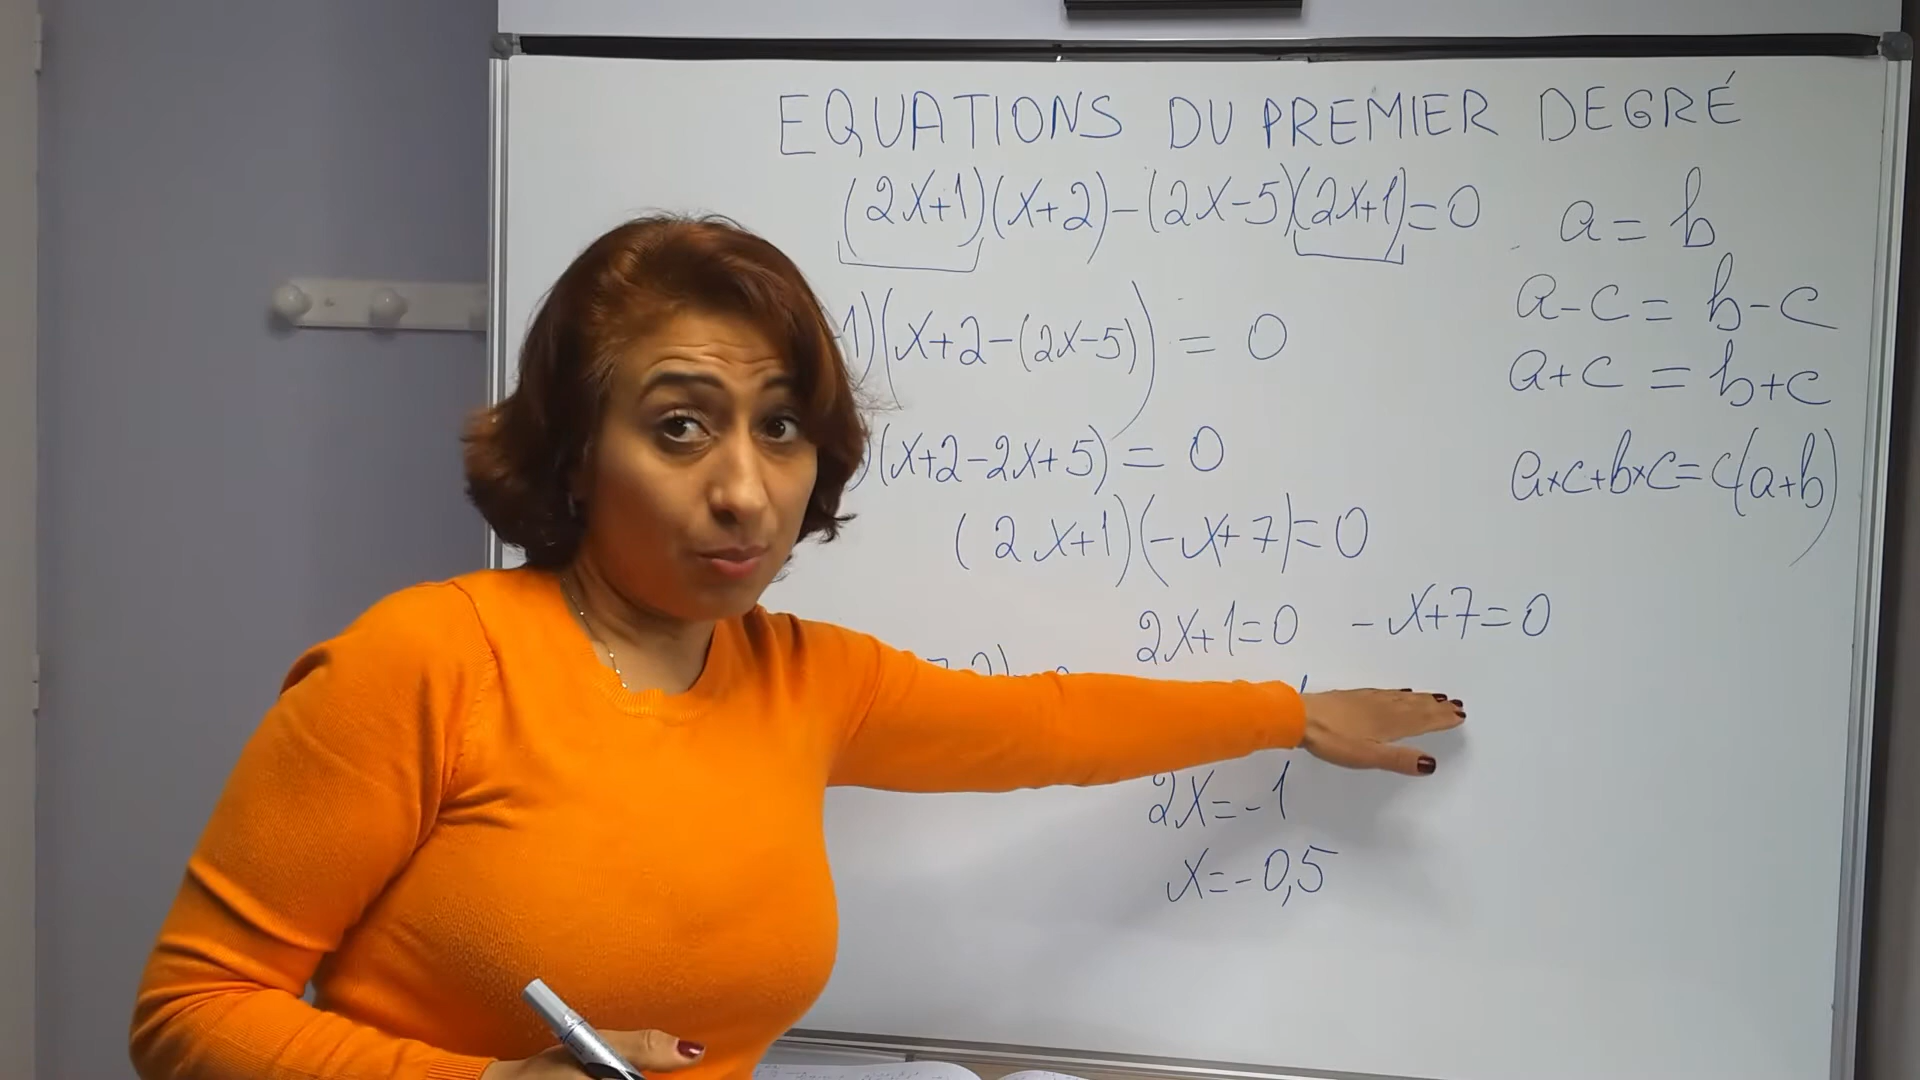 EQUATIONS DU PREMIER DEGRÉ
(2x+1)(x+2)-(2x-5)(2x+1)=0
1)(x+2-(2x-5)) = 0
)(x+2-2x+5)= 0
(2x+1)(-x+7)=0
2x+1=0 -x+7=0
2x=-1
x=-0,5
a= b
a-c= b-c
a+c = b+c
a×c+b×c=c(a+b)